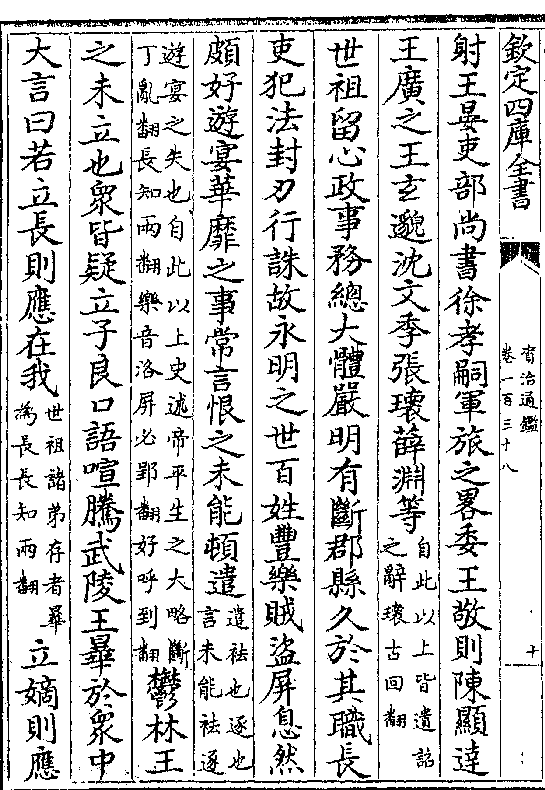 欽定四庫全書
資治通鑑
卷一百三十八
十
射王晏吏部尚書徐孝嗣軍旅之畧委王敬則陳顯達
王廣之王玄邈沈文季張瓌薛淵等自此以上皆遺詔
之辭瓌古回翻
世祖留心政事務總大體嚴明有斷郡縣久於其職長
吏犯法封刃行誅故永明之世百姓豐樂賊盜屏息然
頗好遊宴華靡之事常言恨之未能頓遣遣祛也逐也
言未能祛逐
遊宴之失也自此以上史述帝平生之大略斷
丁亂翻長知兩翻樂音洛屏必郢翻好呼到翻鬱林王
之未立也衆皆疑立子良口語喧騰武陵王曅於衆中
大言曰若立長則應在我世祖諸弟存者曅
為長長知兩翻立嫡則應